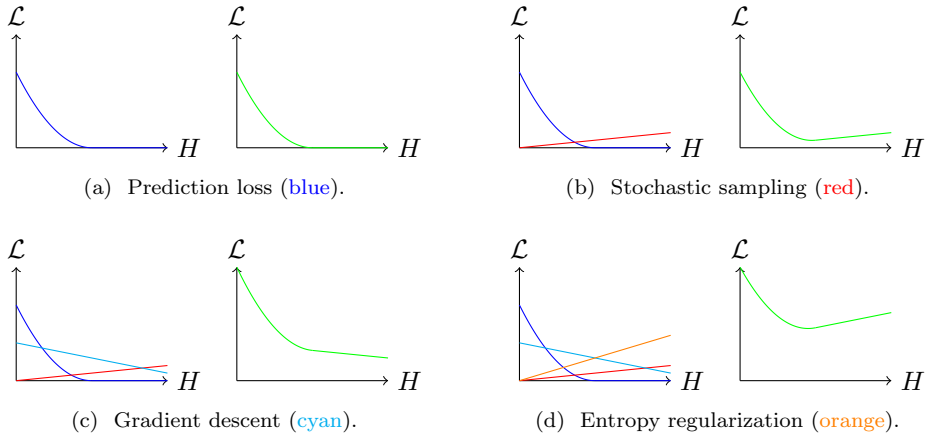 ℒ ℒ ℒ ℒ
H H H H
(a) Prediction loss (blue). (b) Stochastic sampling (red).
ℒ ℒ ℒ ℒ
H H H H
(c) Gradient descent (cyan). (d) Entropy regularization (orange).